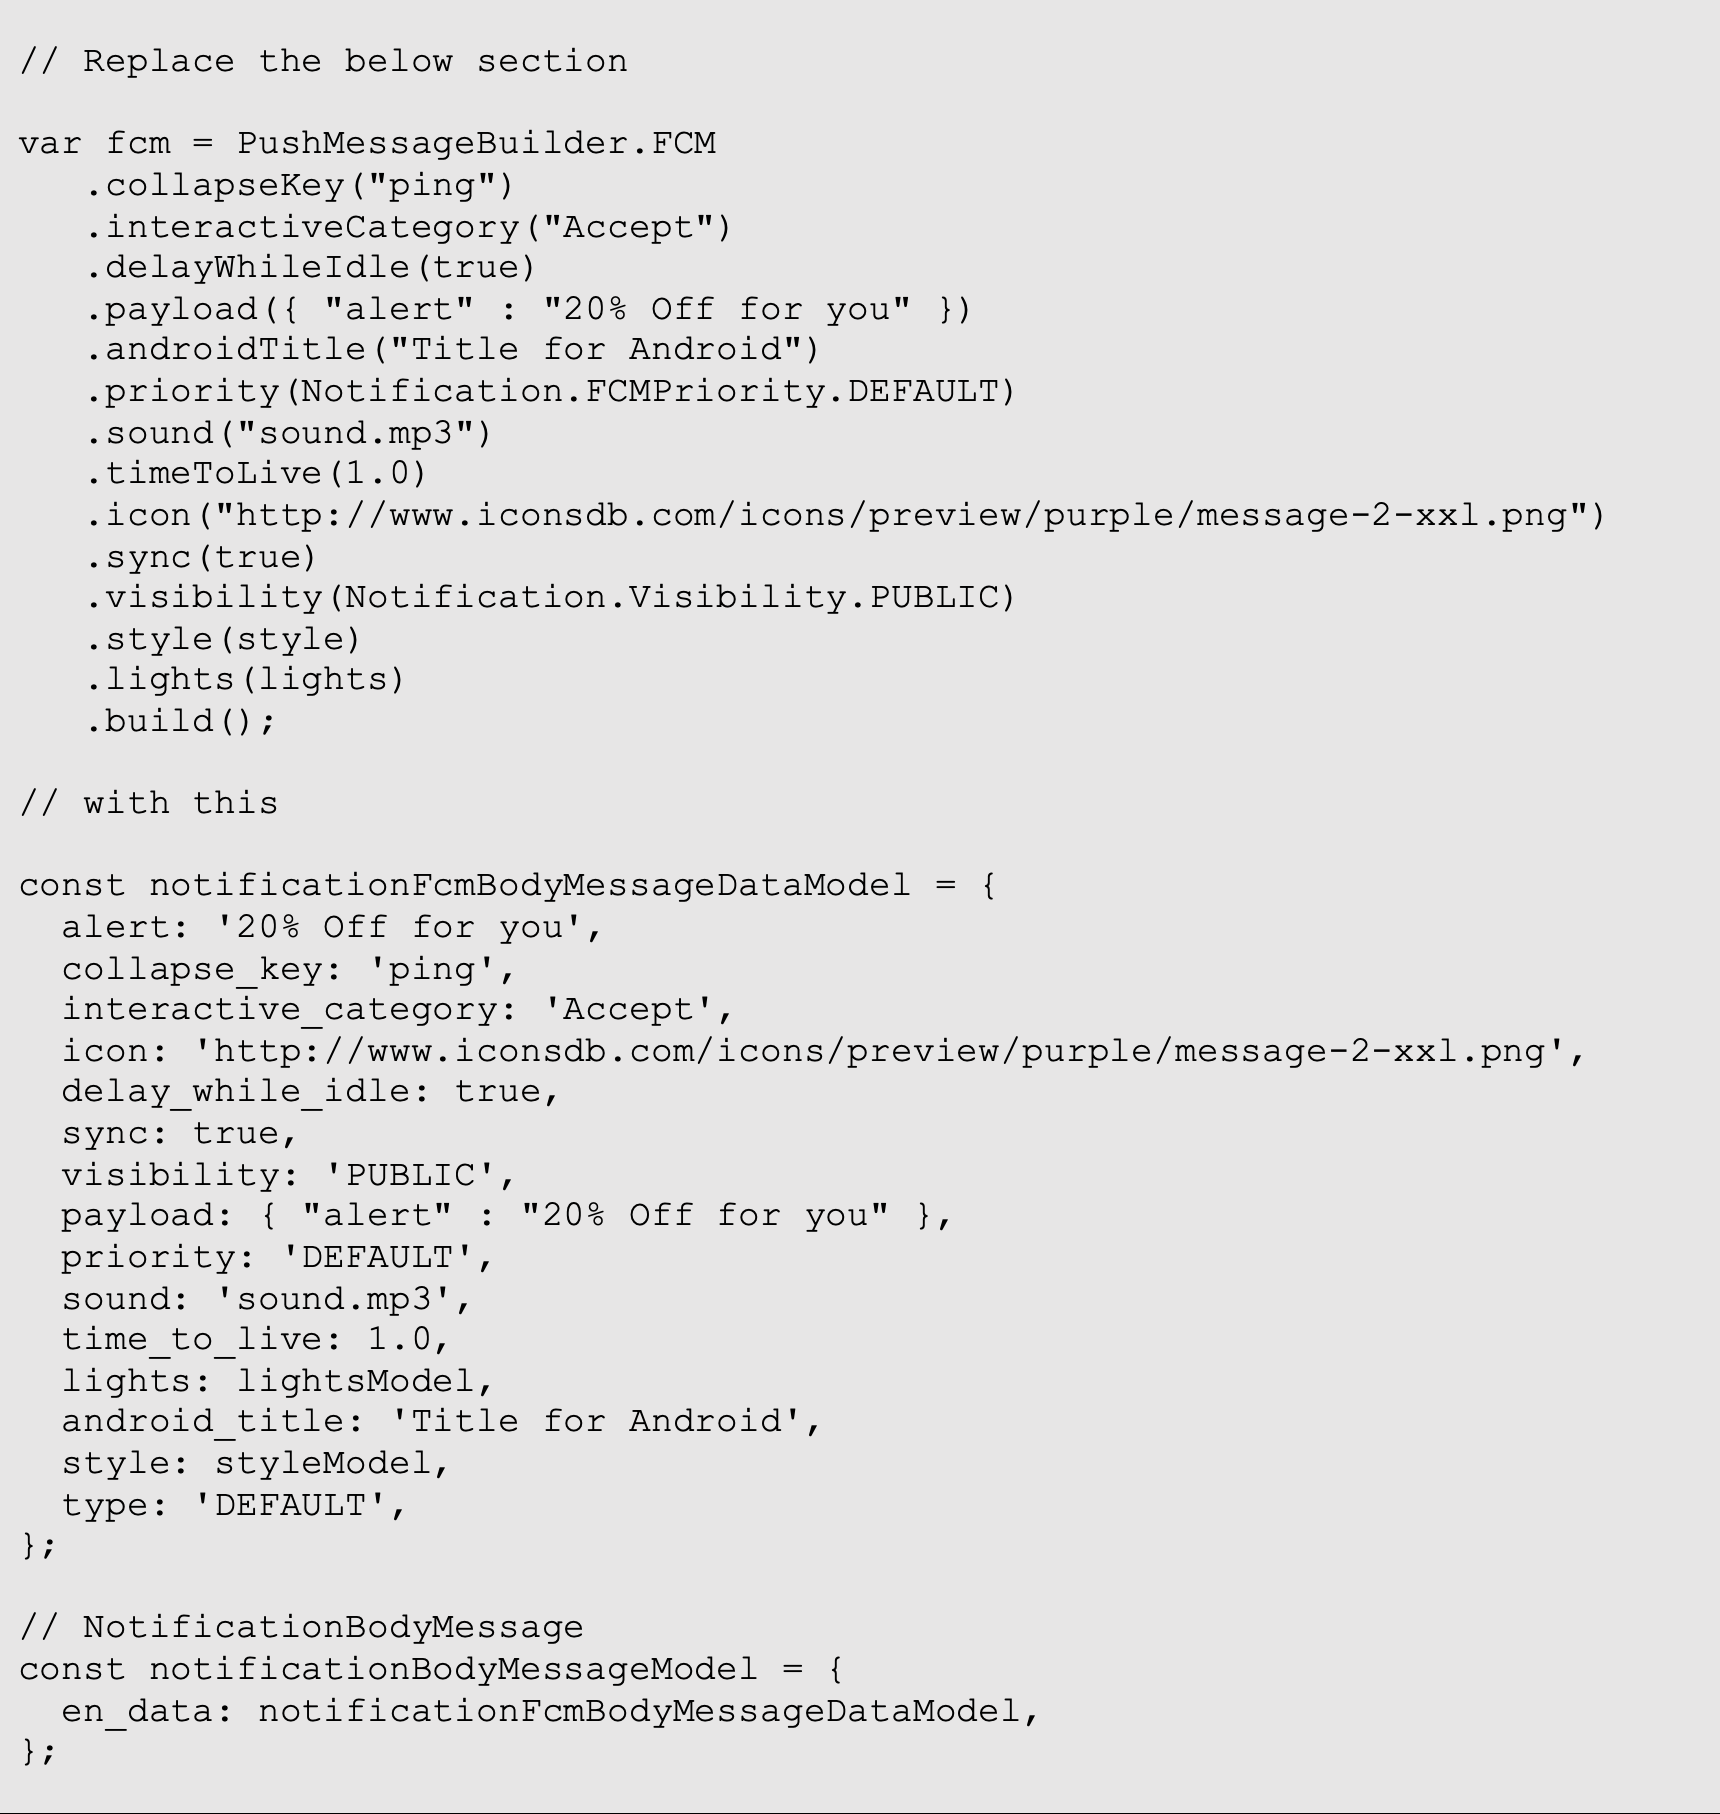 // Replace the below section
var fcm = PushMessageBuilder.FCM
.collapseKey("ping")
.interactiveCategory("Accept")
.delayWhileIdle(true)
.payload({ "alert" : "20% Off for you" })
.androidTitle("Title for Android")
.priority(Notification.FCMPriority.DEFAULT)
.sound("sound.mp3")
.timeToLive(1.0)
.icon("http://www.iconsdb.com/icons/preview/purple/message-2-xxl.png")
.sync(true)
.visibility(Notification.Visibility.PUBLIC)
.style(style)
.lights(lights)
.build();
// with this
const notificationFcmBodyMessageDataModel = {
alert: '20% Off for you',
collapse_key: 'ping',
interactive_category: 'Accept',
icon: 'http://www.iconsdb.com/icons/preview/purple/message-2-xxl.png',
delay_while_idle: true,
sync: true,
visibility: 'PUBLIC',
payload: { "alert" : "20% Off for you" },
priority: 'DEFAULT',
sound: 'sound.mp3',
time_to_live: 1.0,
lights: lightsModel,
android_title: 'Title for Android',
style: styleModel,
type: 'DEFAULT',
};
// NotificationBodyMessage
const notificationBodyMessageModel = {
en_data: notificationFcmBodyMessageDataModel,
};